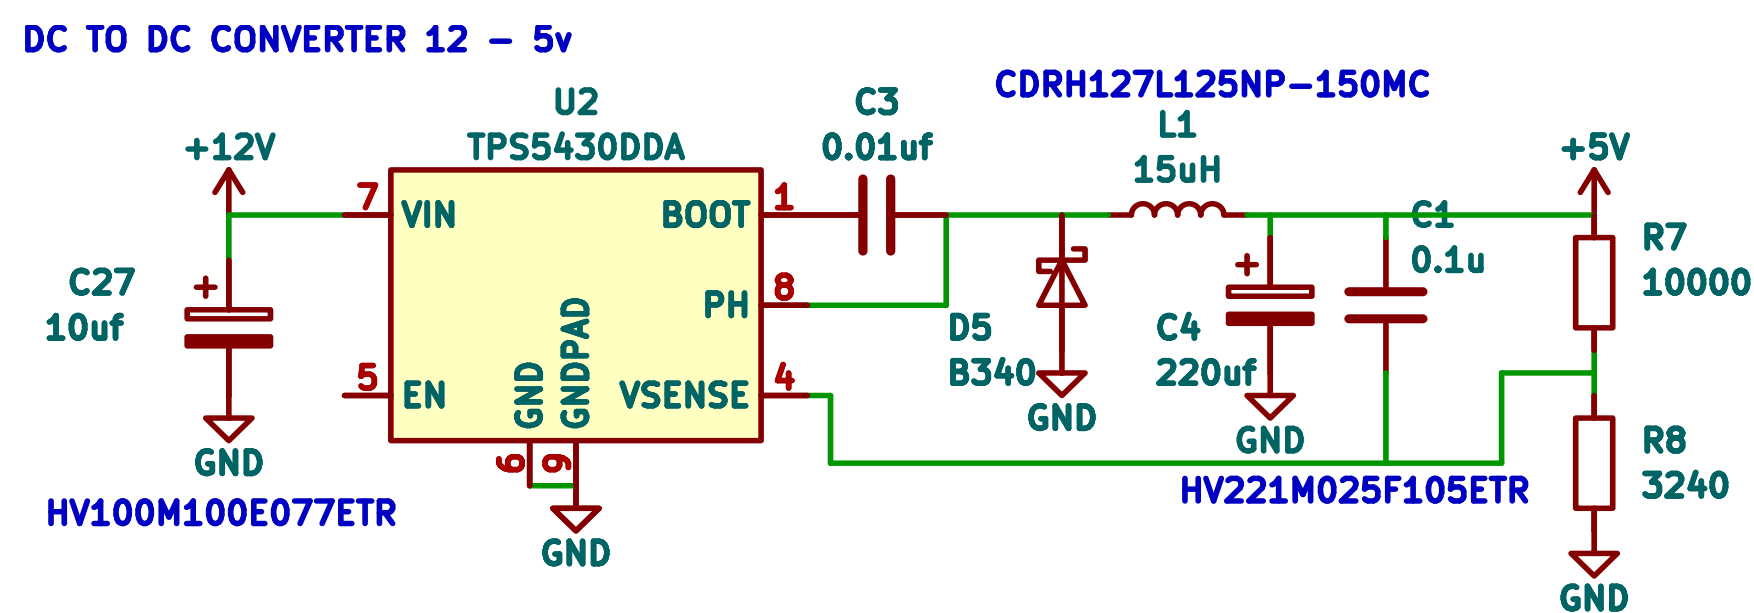 DC TO DC CONVERTER 12 - 5v
CDRH127L125NP-150MC
U2
TPS5430DDA
C3
0.01uf
L1
15uH
+12V
+5V
7
VIN
BOOT
1
C1
0.1u
R7
10000
C27
10uf
+
+
PH
8
D5
B340
C4
220uf
5
EN
GND
GNDPAD
VSENSE
4
GND
GND
GND
6
9
R8
3240
HV100M100E077ETR
HV221M025F105ETR
GND
GND